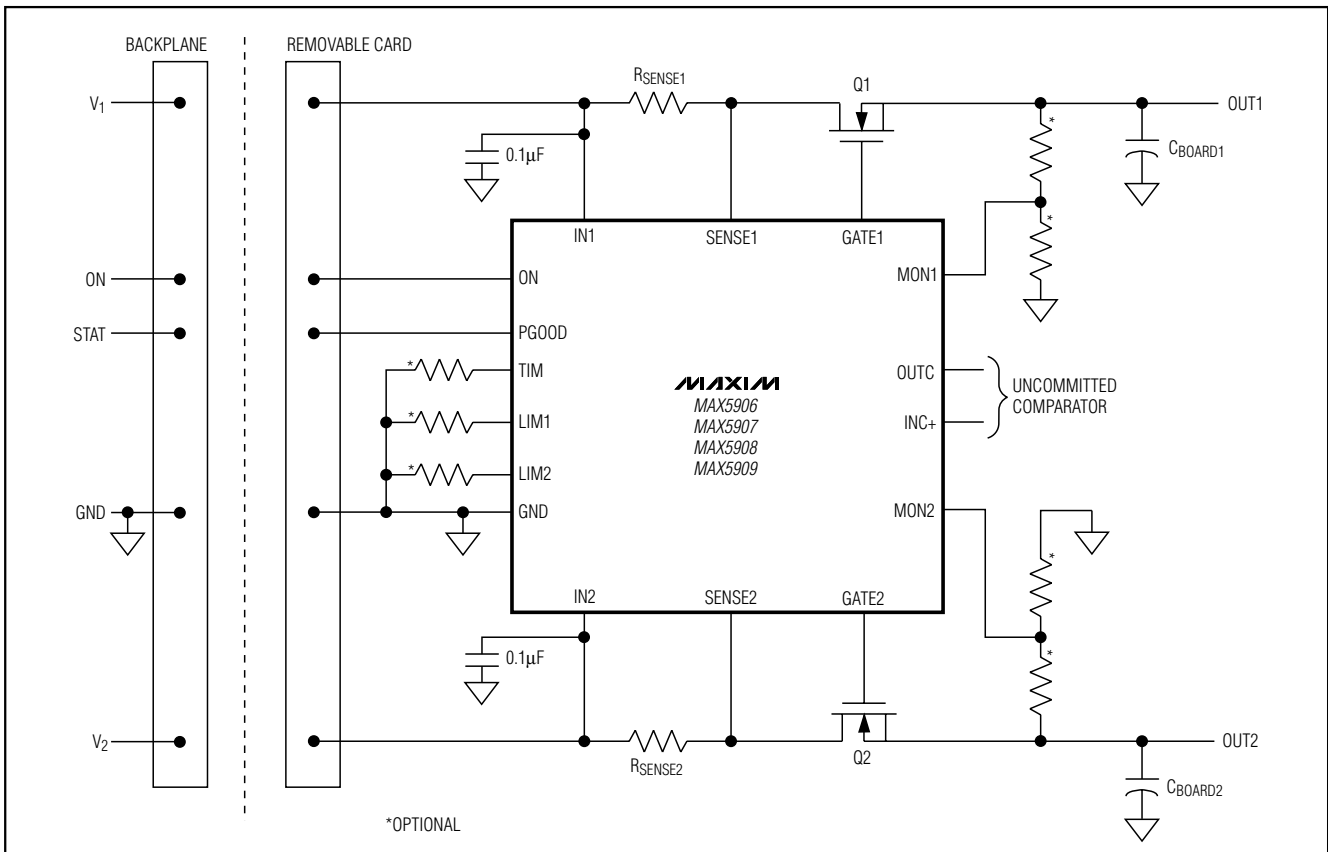 BACKPLANE
REMOVABLE CARD
V1
RSENSE1
Q1
OUT1
0.1µF
CBOARD1
*
*
IN1
SENSE1
GATE1
ON
ON
MON1
STAT
PGOOD
* TIM
OUTC
MAXIM
MAX5906
MAX5907
MAX5908
MAX5909
UNCOMMITTED
COMPARATOR
* LIM1
INC+
* LIM2
GND
GND
MON2
*
*
IN2
SENSE2
GATE2
0.1µF
V2
RSENSE2
Q2
OUT2
CBOARD2
*OPTIONAL